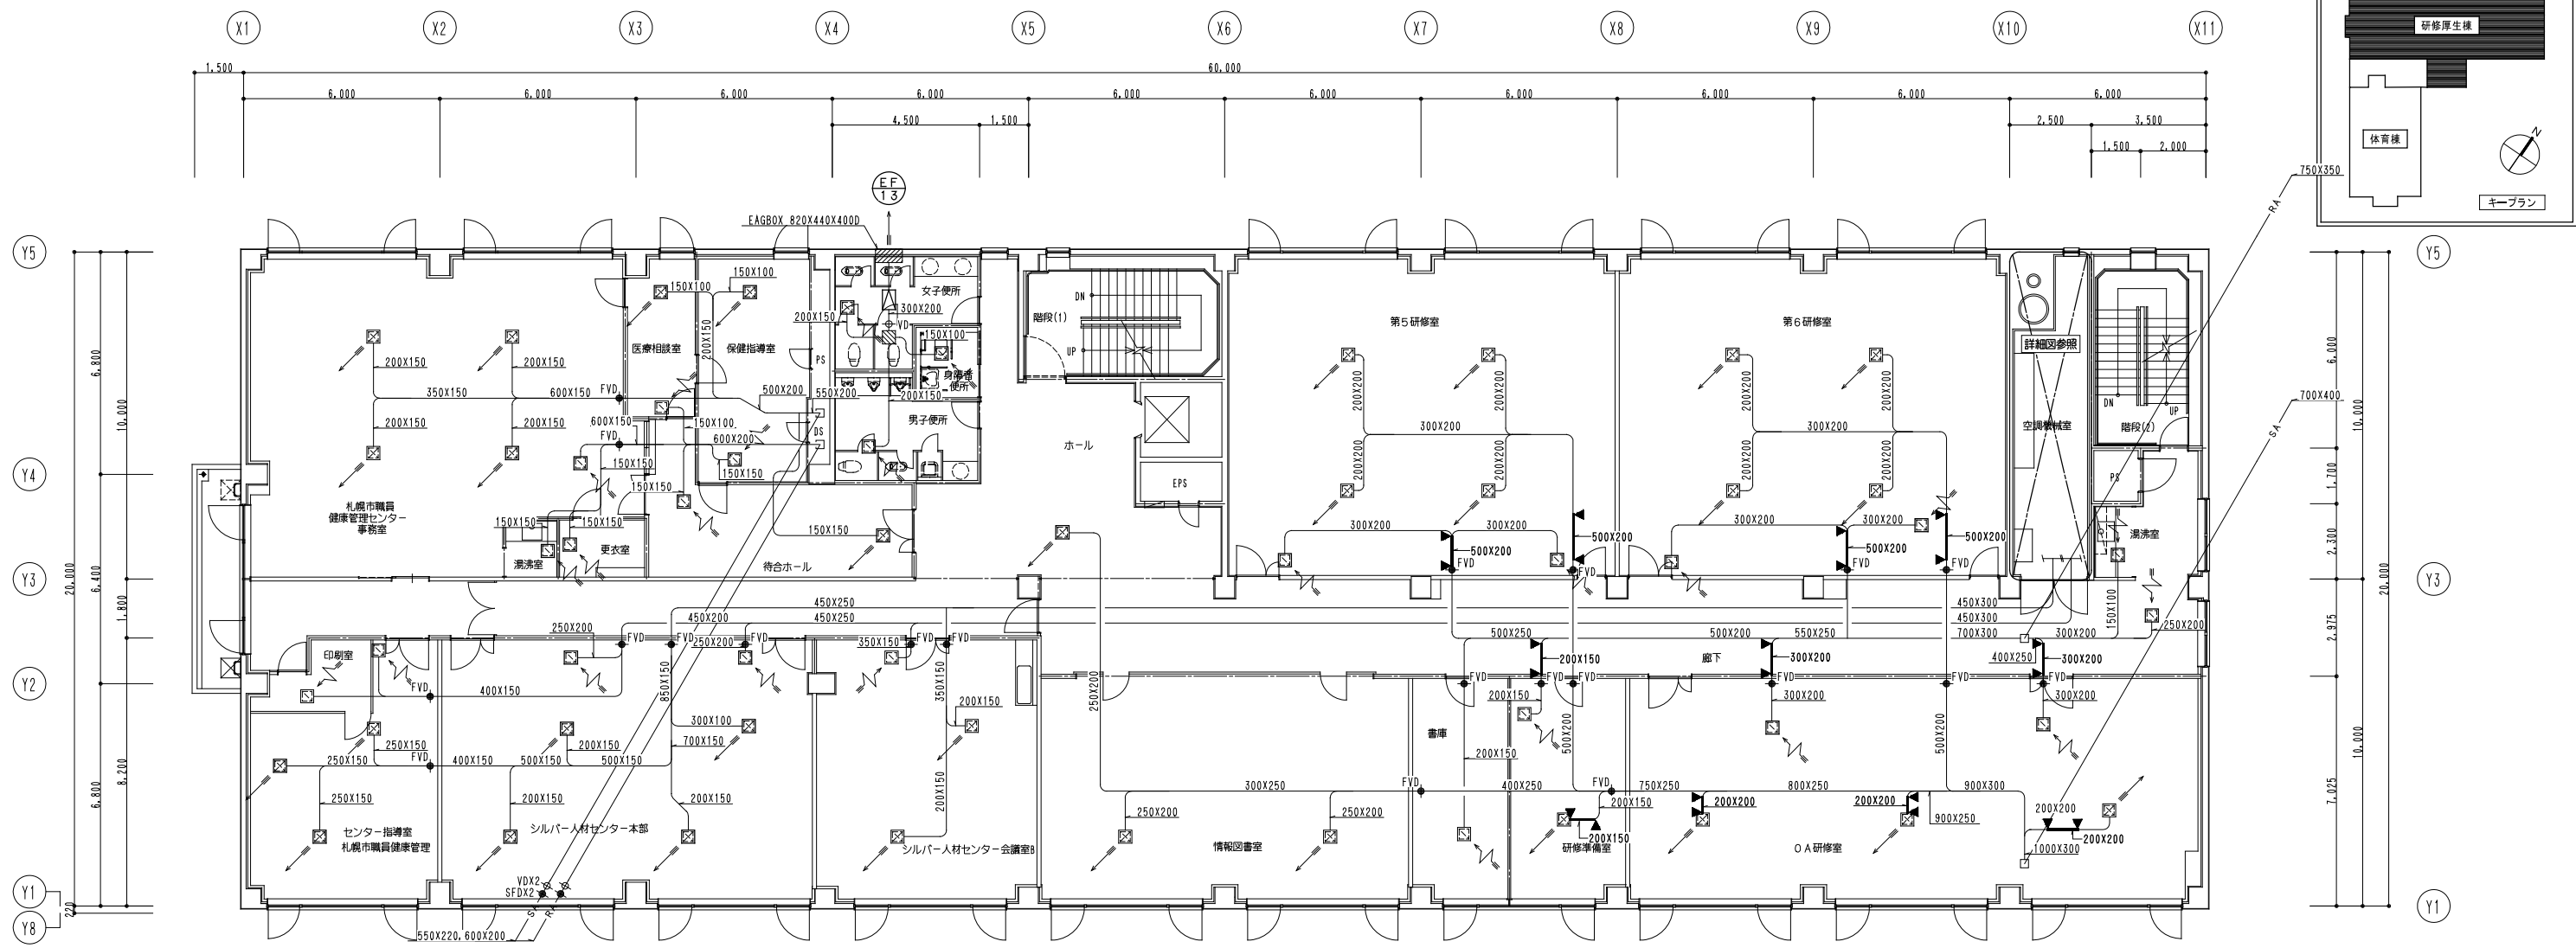 X1
X2
X3
X4
X5
X6
X7
X8
X9
X10
X11
研修厚生棟
体育棟
N
キープラン
1,500
60,000
6,000
6,000
6,000
6,000
6,000
6,000
6,000
6,000
6,000
6,000
4,500
1,500
2,500
3,500
1,500
2,000
750X350
RA
EF
13
EAGBOX 820X440X400D
Y5
Y4
Y3
Y2
Y1
Y8
20,000
6,800
6,400
6,800
220
10,000
1,800
8,200
Y5
Y3
Y1
6,000
1,700
2,300
2,975
7,025
10,000
10,000
20,000
700X400
SA
札幌市職員
健康管理センター
事務室
200X150
200X150
350X150
600X150
FVD
200X150
200X150
600X150
FVD
医療相談室
150X100
150X100
200X150
保健指導室
PS
500X200
550X200
DS
150X100
600X200
150X150
150X150
150X150
150X150
150X150
湯沸室
更衣室
待合ホール
150X150
女子便所
300X200
200X150
VD
150X100
身障者
便所
200X150
男子便所
階段(1)
DN
UP
ホール
EPS
第5研修室
200X200
200X200
300X200
200X200
200X200
300X200
300X200
500X200
FVD
500X200
FVD
第6研修室
200X200
200X200
300X200
200X200
200X200
300X200
300X200
500X200
FVD
500X200
FVD
詳細図参照
空調機械室
階段(2)
DN
UP
PS
湯沸室
150X100
250X200
450X300
450X300
700X300
300X200
450X250
450X200
450X250
250X200
FVD
FVD
250X200
FVD
350X150
FVD
FVD
500X250
500X200
550X250
廊下
200X150
300X200
400X250
300X200
印刷室
FVD
400X150
850X150
350X150
250X200
FVD
FVD
FVD
FVD
FVD
FVD
200X150
300X200
300X200
250X150
250X150
FVD
400X150
500X150
200X150
500X150
300X100
700X150
200X150
200X150
250X150
200X150
200X150
センター指導室
札幌市職員健康管理
シルバー人材センター本部
シルバー人材センター会議室B
300X250
250X200
250X200
情報図書室
書庫
200X150
FVD
400X250
500X200
FVD
200X150
200X150
研修準備室
750X250
200X200
800X250
200X200
500X200
900X300
900X250
200X200
200X200
1000X300
OA研修室
VDX2
SFDX2
SA
RA
550X220,600X200